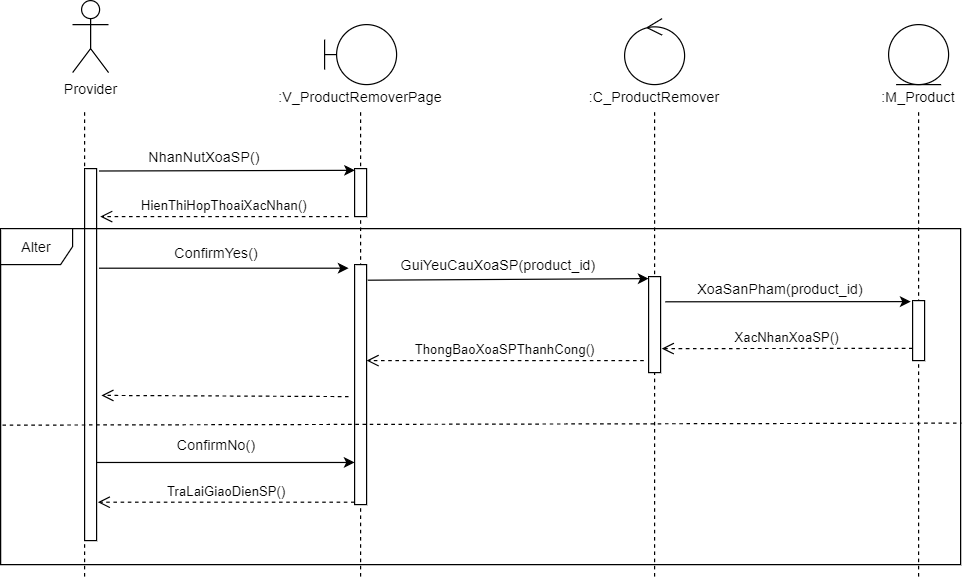 Provider
:V_ProductRemoverPage
:C_ProductRemover
:M_Product
NhanNutXoaSP()
HienThiHopThoaiXacNhan()
Alter
ConfirmYes()
GuiYeuCauXoaSP(product_id)
XoaSanPham(product_id)
XacNhanXoaSP()
ThongBaoXoaSPThanhCong()
ConfirmNo()
TraLaiGiaoDienSP()